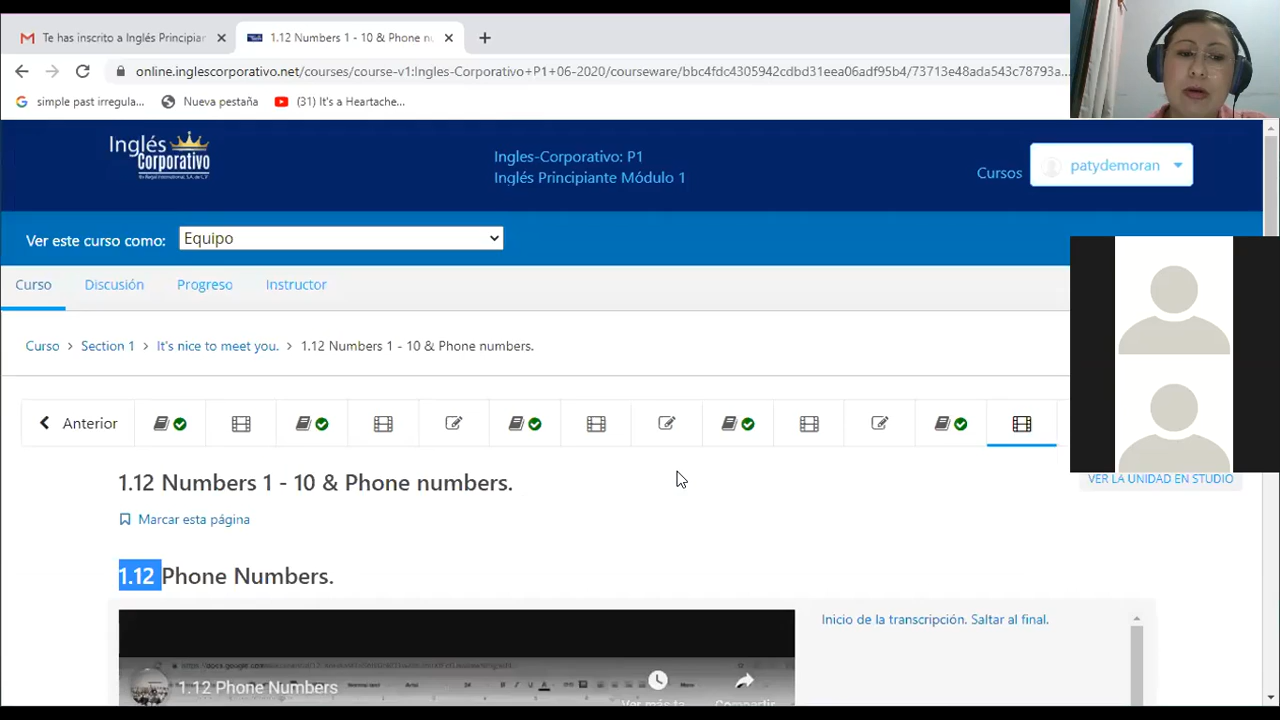 Te has inscrito a Inglés Principian
1.12 Numbers 1 - 10 & Phone nu
online.inglescorporativo.net/courses/course-v1:Ingles-Corporativo+P1+06-2020/courseware/bbc4fdc4305942cdbd31eea06adf95b4/73713e48ada543c78793a...
simple past irregula...
Nueva pestaña
(31) It's a Heartache...
Inglés
Corporativo
Ingles-Corporativo: P1
Inglés Principiante Módulo 1
Cursos
patydemoran
Ver este curso como:
Equipo
Curso
Discusión
Progreso
Instructor
Curso > Section 1 > It's nice to meet you. > 1.12 Numbers 1 - 10 & Phone numbers.
Anterior
VER LA UNIDAD EN STUDIO
1.12 Numbers 1 - 10 & Phone numbers.
Marcar esta página
1.12 Phone Numbers.
Inicio de la transcripción. Saltar al final.
1.12 Phone Numbers
Ver más ta
Compartir